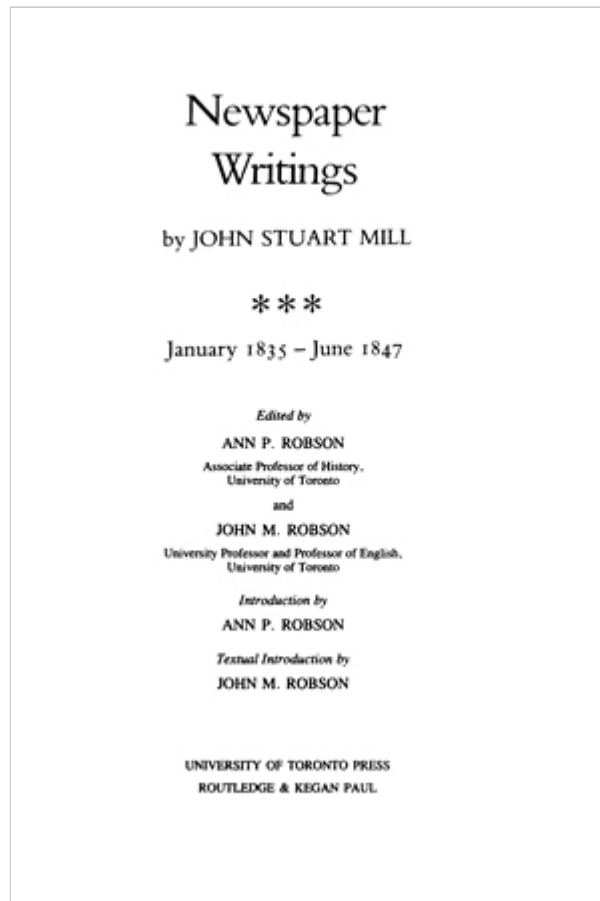 Newspaper
Writings
by JOHN STUART MILL
***
January 1835 – June 1847
Edited by
ANN P. ROBSON
Associate Professor of History,
University of Toronto
and
JOHN M. ROBSON
University Professor and Professor of English,
University of Toronto
Introduction by
ANN P. ROBSON
Textual Introduction by
JOHN M. ROBSON
UNIVERSITY OF TORONTO PRESS
ROUTLEDGE & KEGAN PAUL